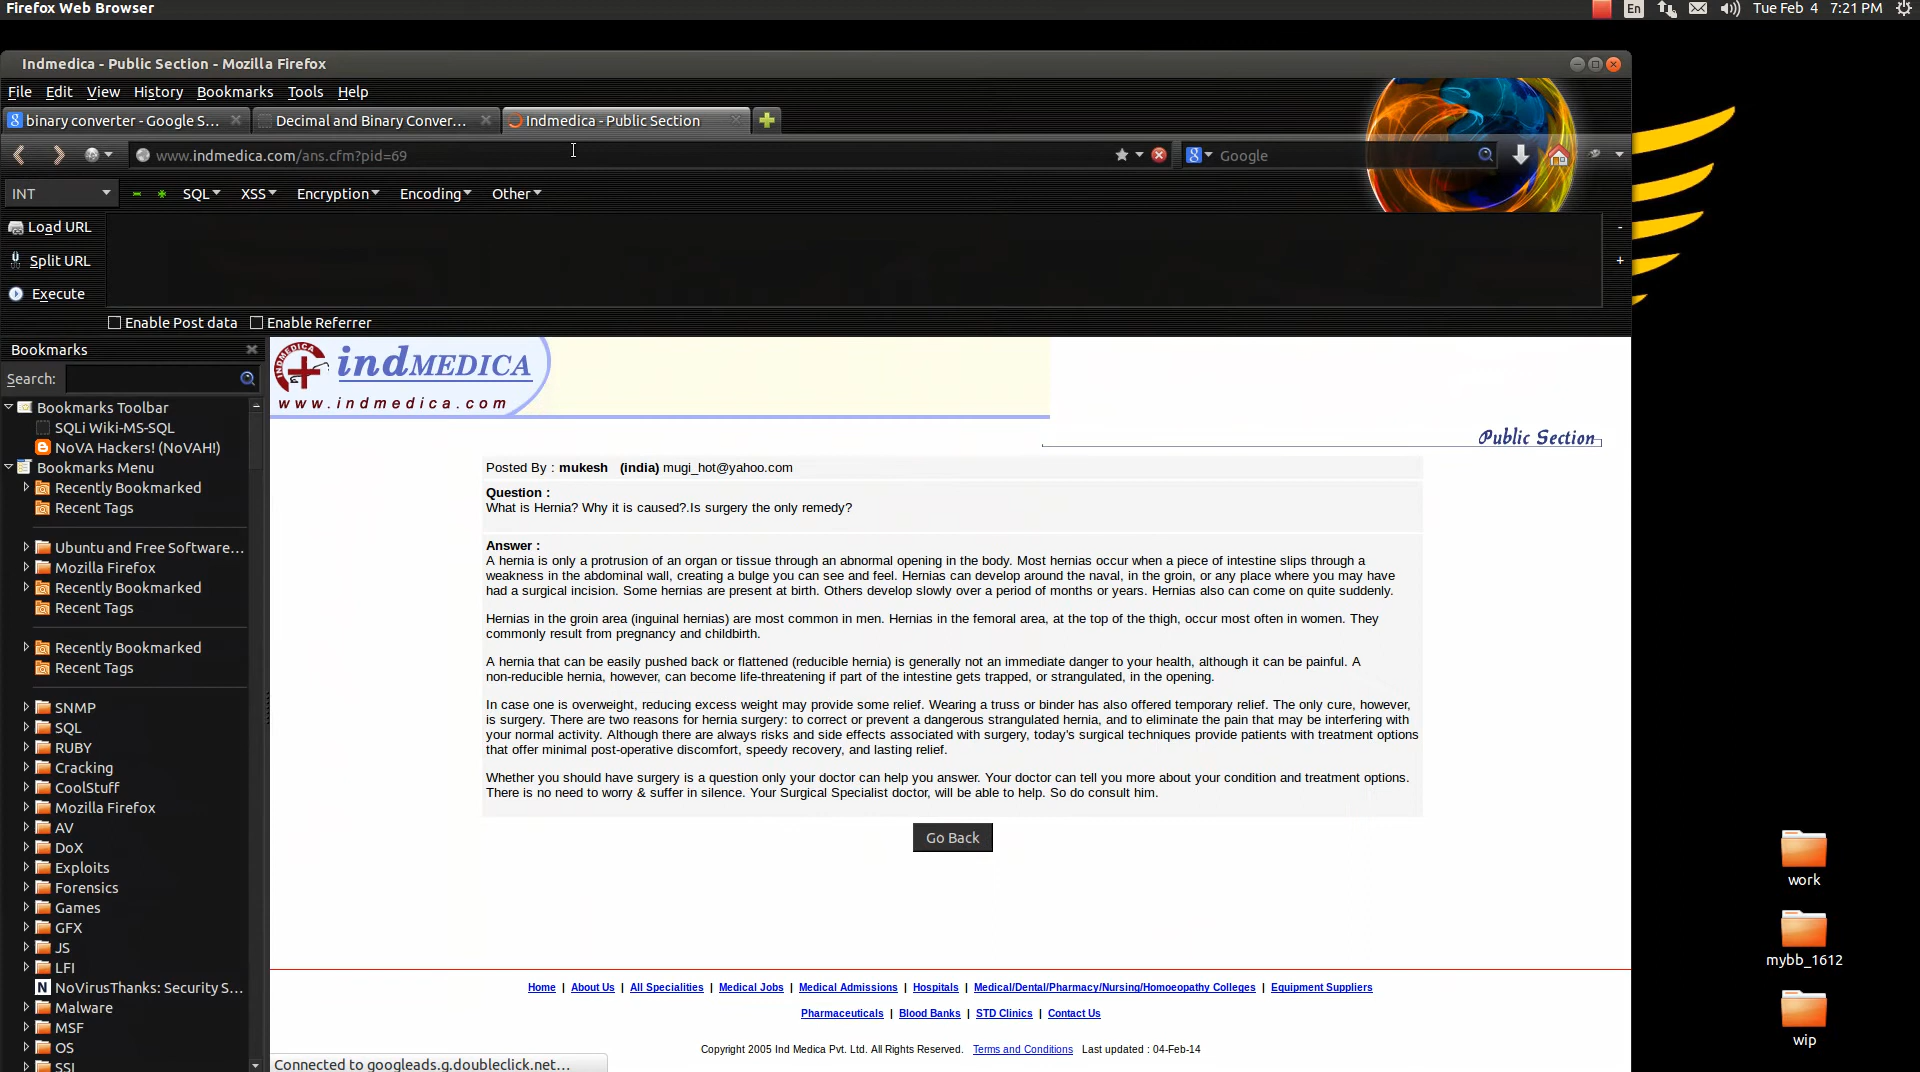 Firefox Web Browser
En
Tue Feb 4 7:21 PM
Indmedica - Public Section - Mozilla Firefox
File Edit View History Bookmarks Tools Help
binary converter - Google S...
Decimal and Binary Conver...
Indmedica - Public Section
www.indmedica.com/ans.cfm?pid=69
Google
INT
SQL XSS Encryption Encoding Other
Load URL
Split URL
Execute
Enable Post data Enable Referrer
Bookmarks
Search:
Bookmarks Toolbar
SQLi Wiki-MS-SQL
NoVA Hackers! (NoVAH!)
Bookmarks Menu
Recently Bookmarked
Recent Tags
Ubuntu and Free Software...
Mozilla Firefox
Recently Bookmarked
Recent Tags
Recently Bookmarked
Recent Tags
SNMP
SQL
RUBY
Cracking
CoolStuff
Mozilla Firefox
AV
DoX
Exploits
Forensics
Games
GFX
JS
LFI
NoVirusThanks: Security S...
Malware
MSF
OS
SSI
INDMEDICA
indMEDICA
www.indmedica.com
Public Section
Posted By : mukesh (india) mugi_hot@yahoo.com
Question :
What is Hernia? Why it is caused?.Is surgery the only remedy?
Answer :
A hernia is only a protrusion of an organ or tissue through an abnormal opening in the body. Most hernias occur when a piece of intestine slips through a
weakness in the abdominal wall, creating a bulge you can see and feel. Hernias can develop around the naval, in the groin, or any place where you may have
had a surgical incision. Some hernias are present at birth. Others develop slowly over a period of months or years. Hernias also can come on quite suddenly.
Hernias in the groin area (inguinal hernias) are most common in men. Hernias in the femoral area, at the top of the thigh, occur most often in women. They
commonly result from pregnancy and childbirth.
A hernia that can be easily pushed back or flattened (reducible hernia) is generally not an immediate danger to your health, although it can be painful. A
non-reducible hernia, however, can become life-threatening if part of the intestine gets trapped, or strangulated, in the opening.
In case one is overweight, reducing excess weight may provide some relief. Wearing a truss or binder has also offered temporary relief. The only cure, however,
is surgery. There are two reasons for hernia surgery: to correct or prevent a dangerous strangulated hernia, and to eliminate the pain that may be interfering with
your normal activity. Although there are always risks and side effects associated with surgery, today's surgical techniques provide patients with treatment options
that offer minimal post-operative discomfort, speedy recovery, and lasting relief.
Whether you should have surgery is a question only your doctor can help you answer. Your doctor can tell you more about your condition and treatment options.
There is no need to worry & suffer in silence. Your Surgical Specialist doctor, will be able to help. So do consult him.
Go Back
Home | About Us | All Specialities | Medical Jobs | Medical Admissions | Hospitals | Medical/Dental/Pharmacy/Nursing/Homoeopathy Colleges | Equipment Suppliers
Pharmaceuticals | Blood Banks | STD Clinics | Contact Us
Copyright 2005 Ind Medica Pvt. Ltd. All Rights Reserved. Terms and Conditions Last updated : 04-Feb-14
Connected to googleads.g.doubleclick.net...
work
mybb_1612
wip